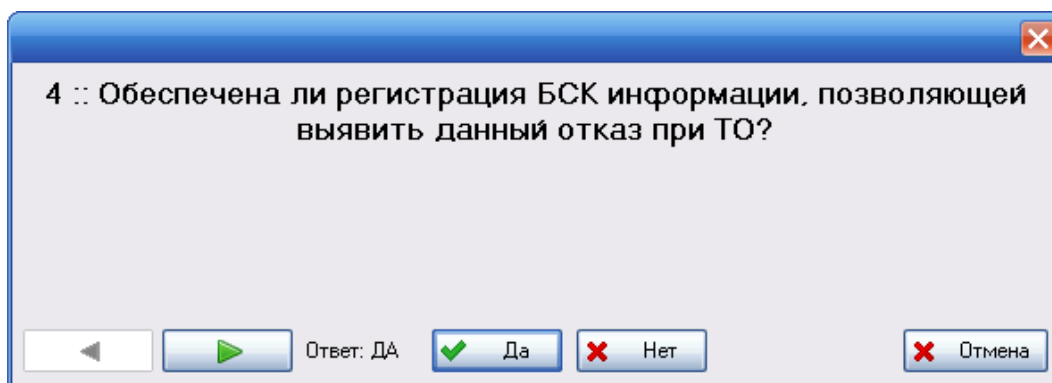 4 :: Обеспечена ли регистрация БСК информации, позволяющей
выявить данный отказ при ТО?
Ответ: ДА
Да
Нет
Отмена